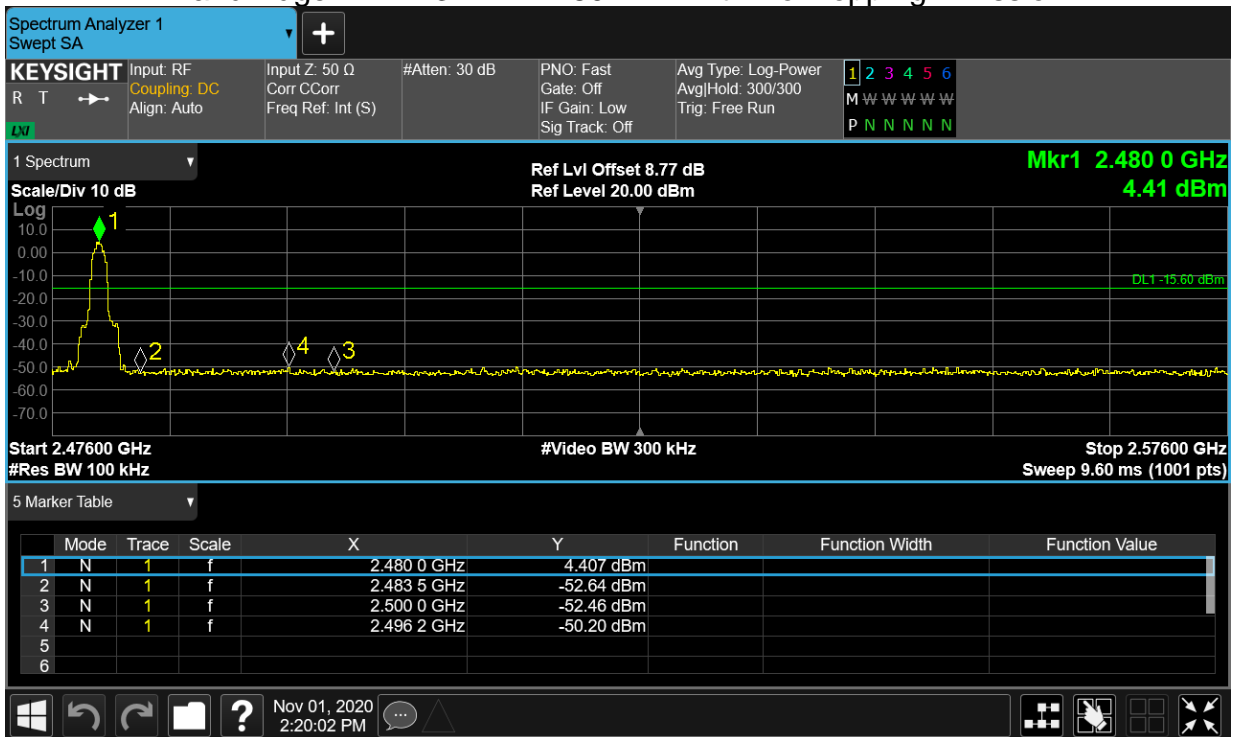 Spectrum Analyzer 1
Swept SA
+
KEYSIGHT
R T
LXI
Input: RF
Coupling: DC
Align: Auto
Input Z: 50 Ω
Corr CCorr
Freq Ref: Int (S)
#Atten: 30 dB
PNO: Fast
Gate: Off
IF Gain: Low
Sig Track: Off
Avg Type: Log-Power
Avg|Hold: 300/300
Trig: Free Run
1 2 3 4 5 6
M W W W W W
P N N N N N
1 Spectrum
Scale/Div 10 dB
Ref Lvl Offset 8.77 dB
Ref Level 20.00 dBm
Mkr1 2.480 0 GHz
4.41 dBm
Log
10.0
0.00
-10.0
-20.0
-30.0
-40.0
-50.0
-60.0
-70.0
1
2
4
3
DL1 -15.60 dBm
Start 2.47600 GHz
#Res BW 100 kHz
#Video BW 300 kHz
Stop 2.57600 GHz
Sweep 9.60 ms (1001 pts)
5 Marker Table
Mode Trace Scale X Y Function Function Width Function Value
1 N 1 f 2.480 0 GHz 4.407 dBm
2 N 1 f 2.483 5 GHz -52.64 dBm
3 N 1 f 2.500 0 GHz -52.46 dBm
4 N 1 f 2.496 2 GHz -50.20 dBm
5
6
?
Nov 01, 2020
2:20:02 PM